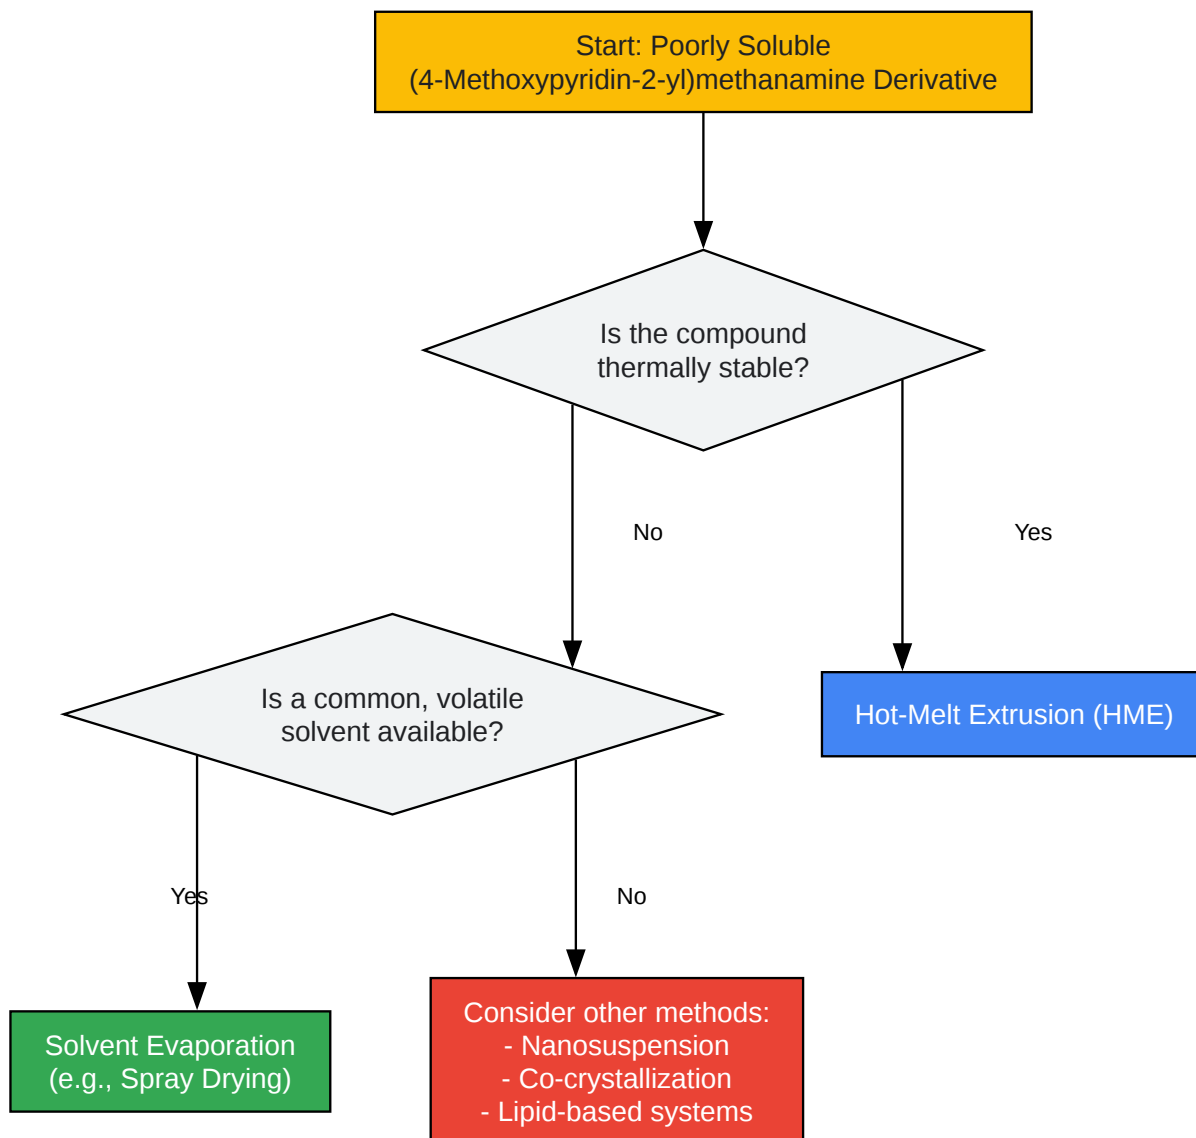 Start: Poorly Soluble
(4-Methoxypyridin-2-yl)methanamine Derivative
Is the compound
thermally stable?
No
Yes
Is a common, volatile
solvent available?
Hot-Melt Extrusion (HME)
Yes
No
Solvent Evaporation
(e.g., Spray Drying)
Consider other methods:
- Nanosuspension
- Co-crystallization
- Lipid-based systems